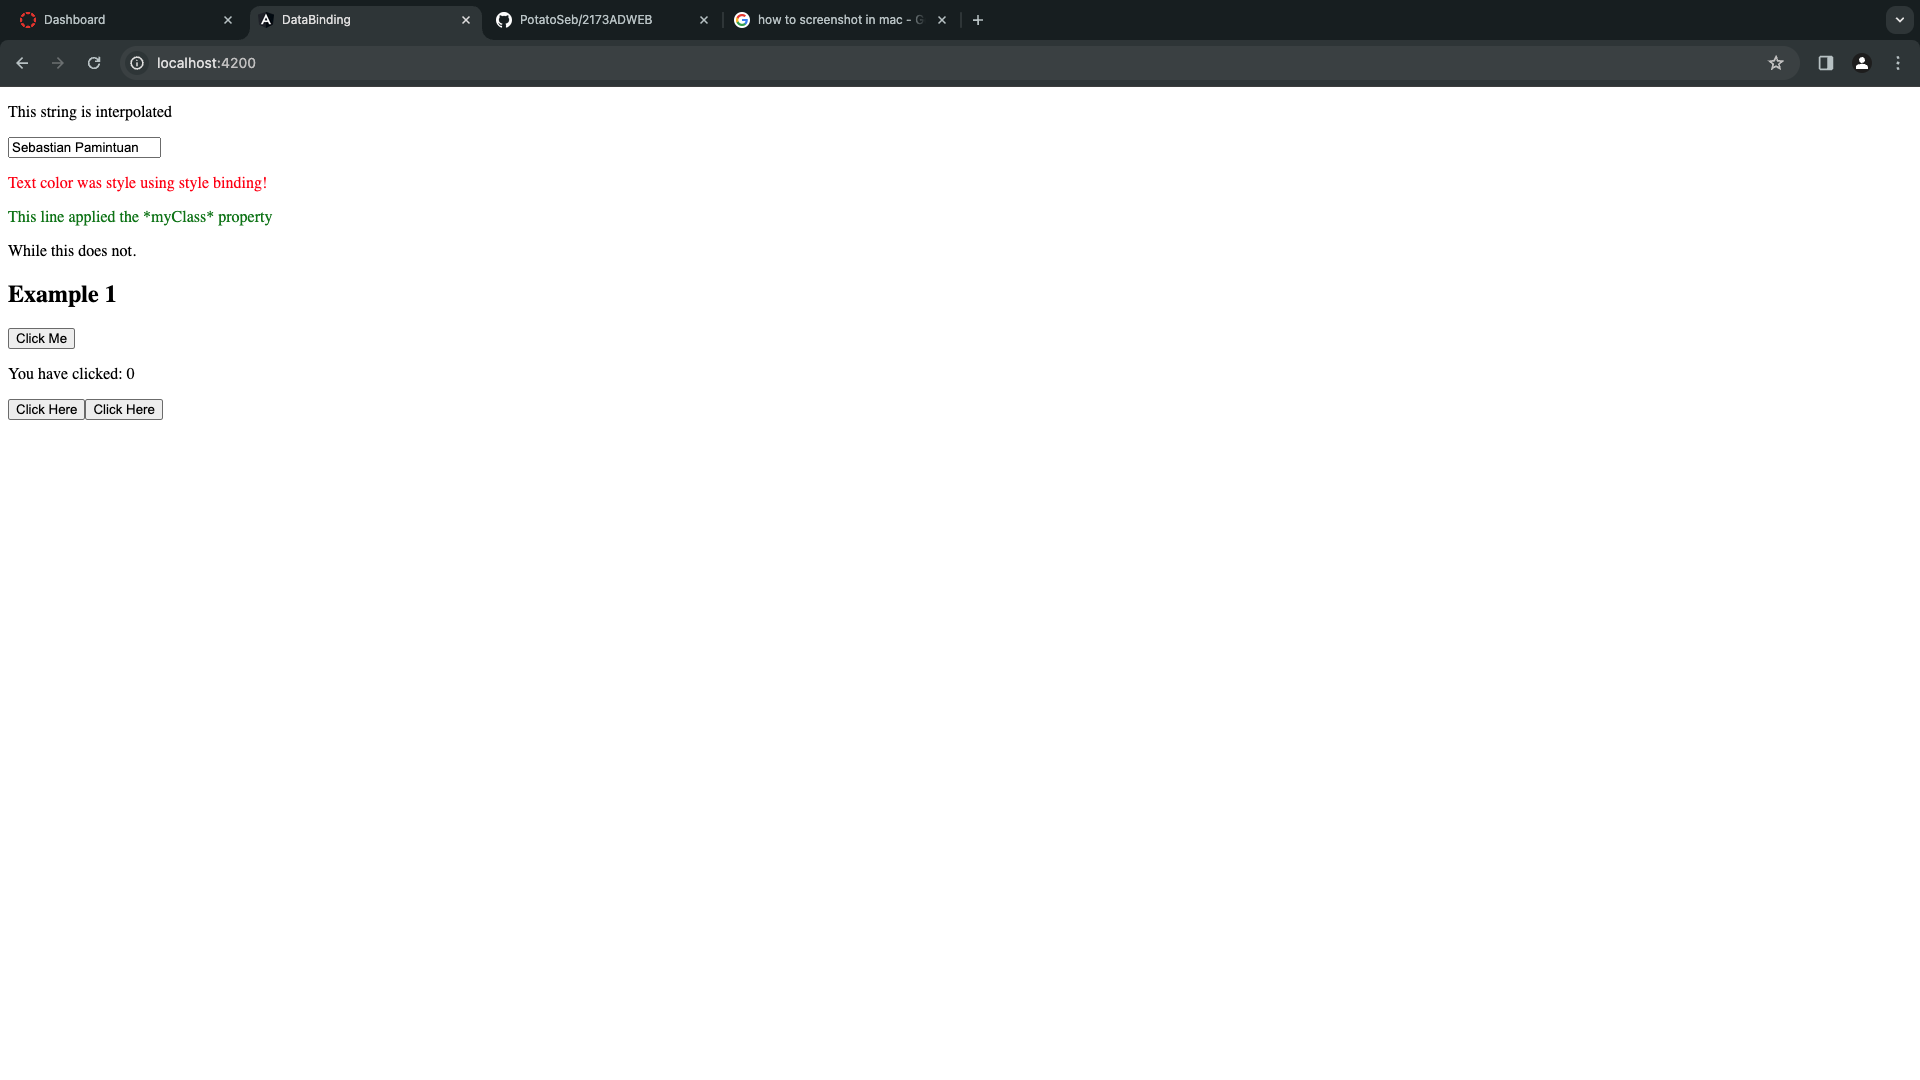 Dashboard
DataBinding
PotatoSeb/2173ADWEB
how to screenshot in mac - G
localhost:4200
This string is interpolated
Sebastian Pamintuan
Text color was style using style binding!
This line applied the *myClass* property
While this does not.
Example 1
Click Me
You have clicked: 0
Click Here Click Here